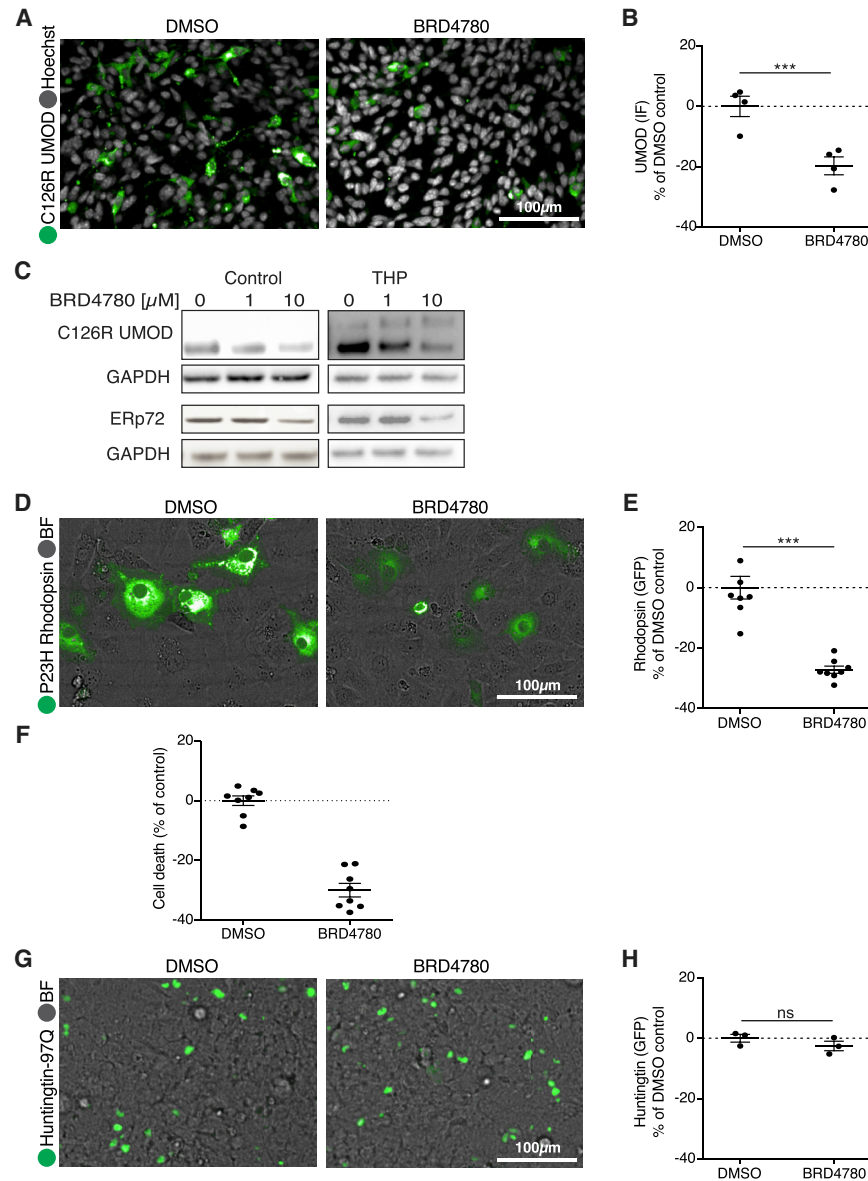 A
DMSO
BRD4780
C126R UMOD Hoechst
100µm
B
UMOD (IF)
% of DMSO control
20
0
-20
-40
***
DMSO
BRD4780
C
Control
THP
BRD4780 [µM]
0 1 10
0 1 10
C126R UMOD
GAPDH
ERp72
GAPDH
D
DMSO
BRD4780
P23H Rhodopsin BF
100µm
E
Rhodopsin (GFP)
% of DMSO control
20
0
-20
-40
***
DMSO
BRD4780
F
Cell death (% of control)
20
0
-20
-40
DMSO
BRD4780
G
DMSO
BRD4780
Huntingtin-97Q BF
100µm
H
Huntingtin (GFP)
% of DMSO control
20
0
-20
-40
ns
DMSO
BRD4780